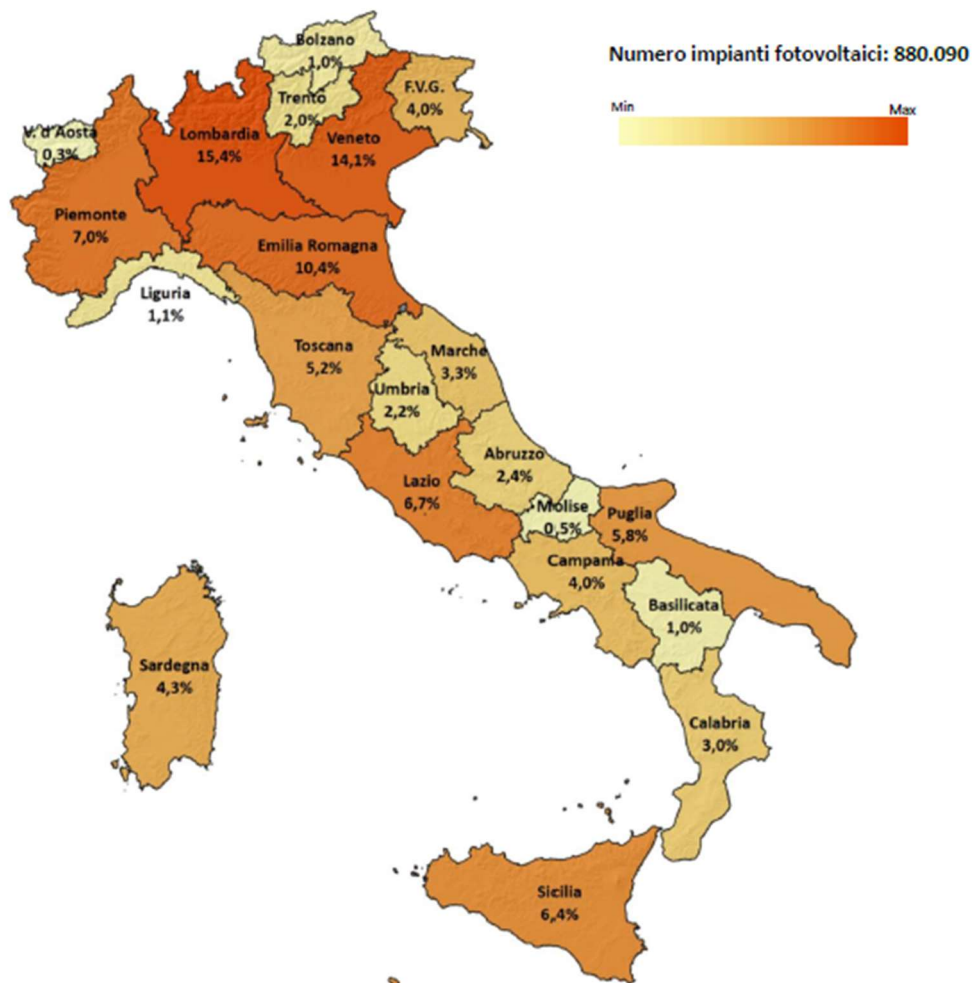 Numero impianti fotovoltaici: 880.090
Min
Max
Bolzano
1,0%
Trento
2,0%
F.V.G.
4,0%
V. d'Aosta
0,3%
Lombardia
15,4%
Veneto
14,1%
Piemonte
7,0%
Emilia Romagna
10,4%
Liguria
1,1%
Toscana
5,2%
Marche
3,3%
Umbria
2,2%
Abruzzo
2,4%
Lazio
6,7%
Molise
0,5%
Puglia
5,8%
Campania
4,0%
Basilicata
1,0%
Sardegna
4,3%
Calabria
3,0%
Sicilia
6,4%